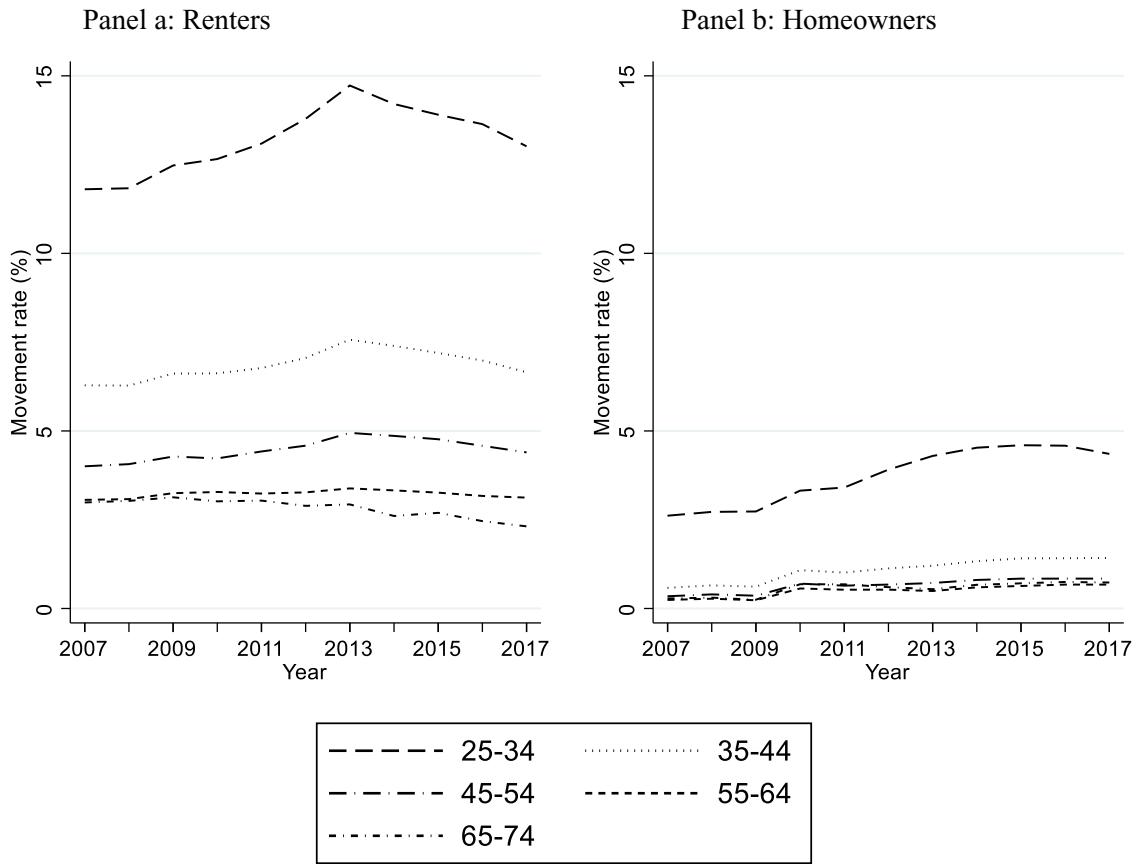 Panel a: Renters
Movement rate (%)
15
10
5
0
2007 2009 2011 2013 2015 2017
Year
Panel b: Homeowners
Movement rate (%)
15
10
5
0
2007 2009 2011 2013 2015 2017
Year
25-34 35-44
45-54 55-64
65-74